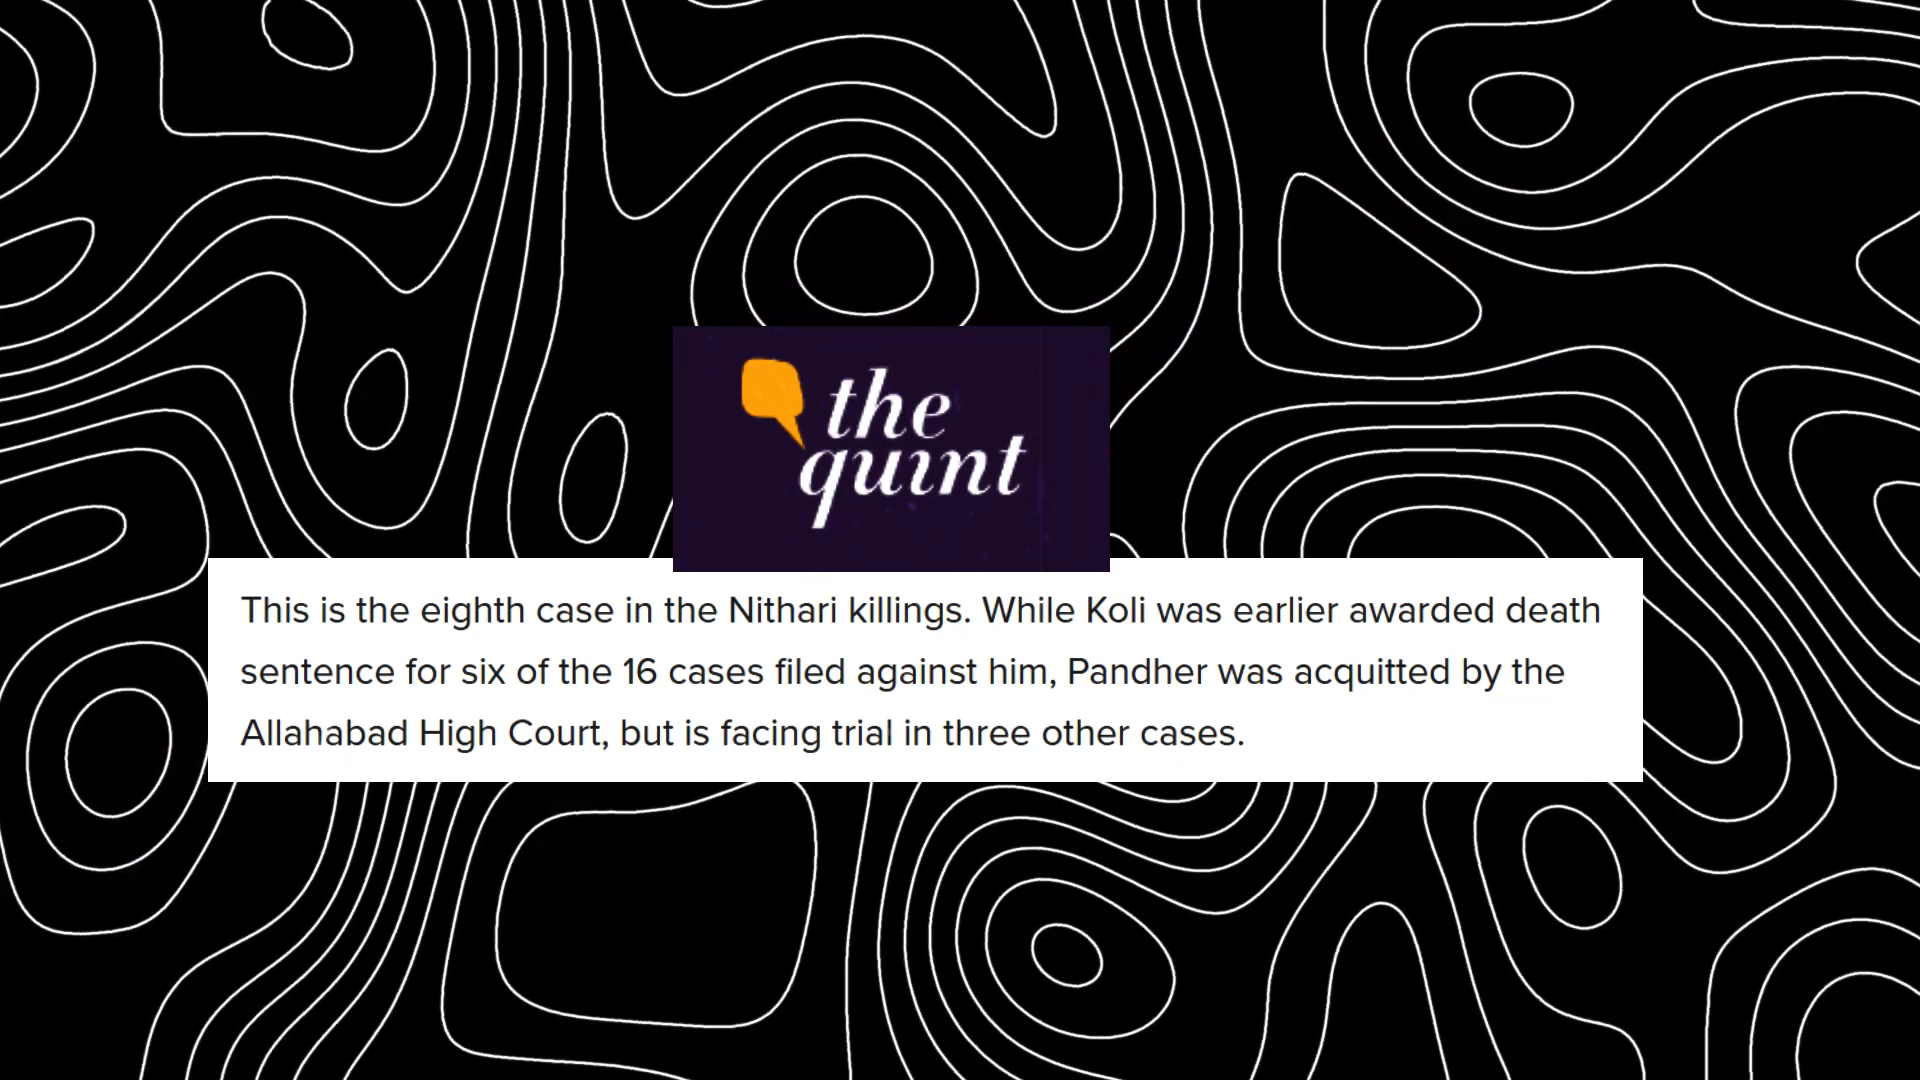 the
quint
This is the eighth case in the Nithari killings. While Koli was earlier awarded death
sentence for six of the 16 cases filed against him, Pandher was acquitted by the
Allahabad High Court, but is facing trial in three other cases.